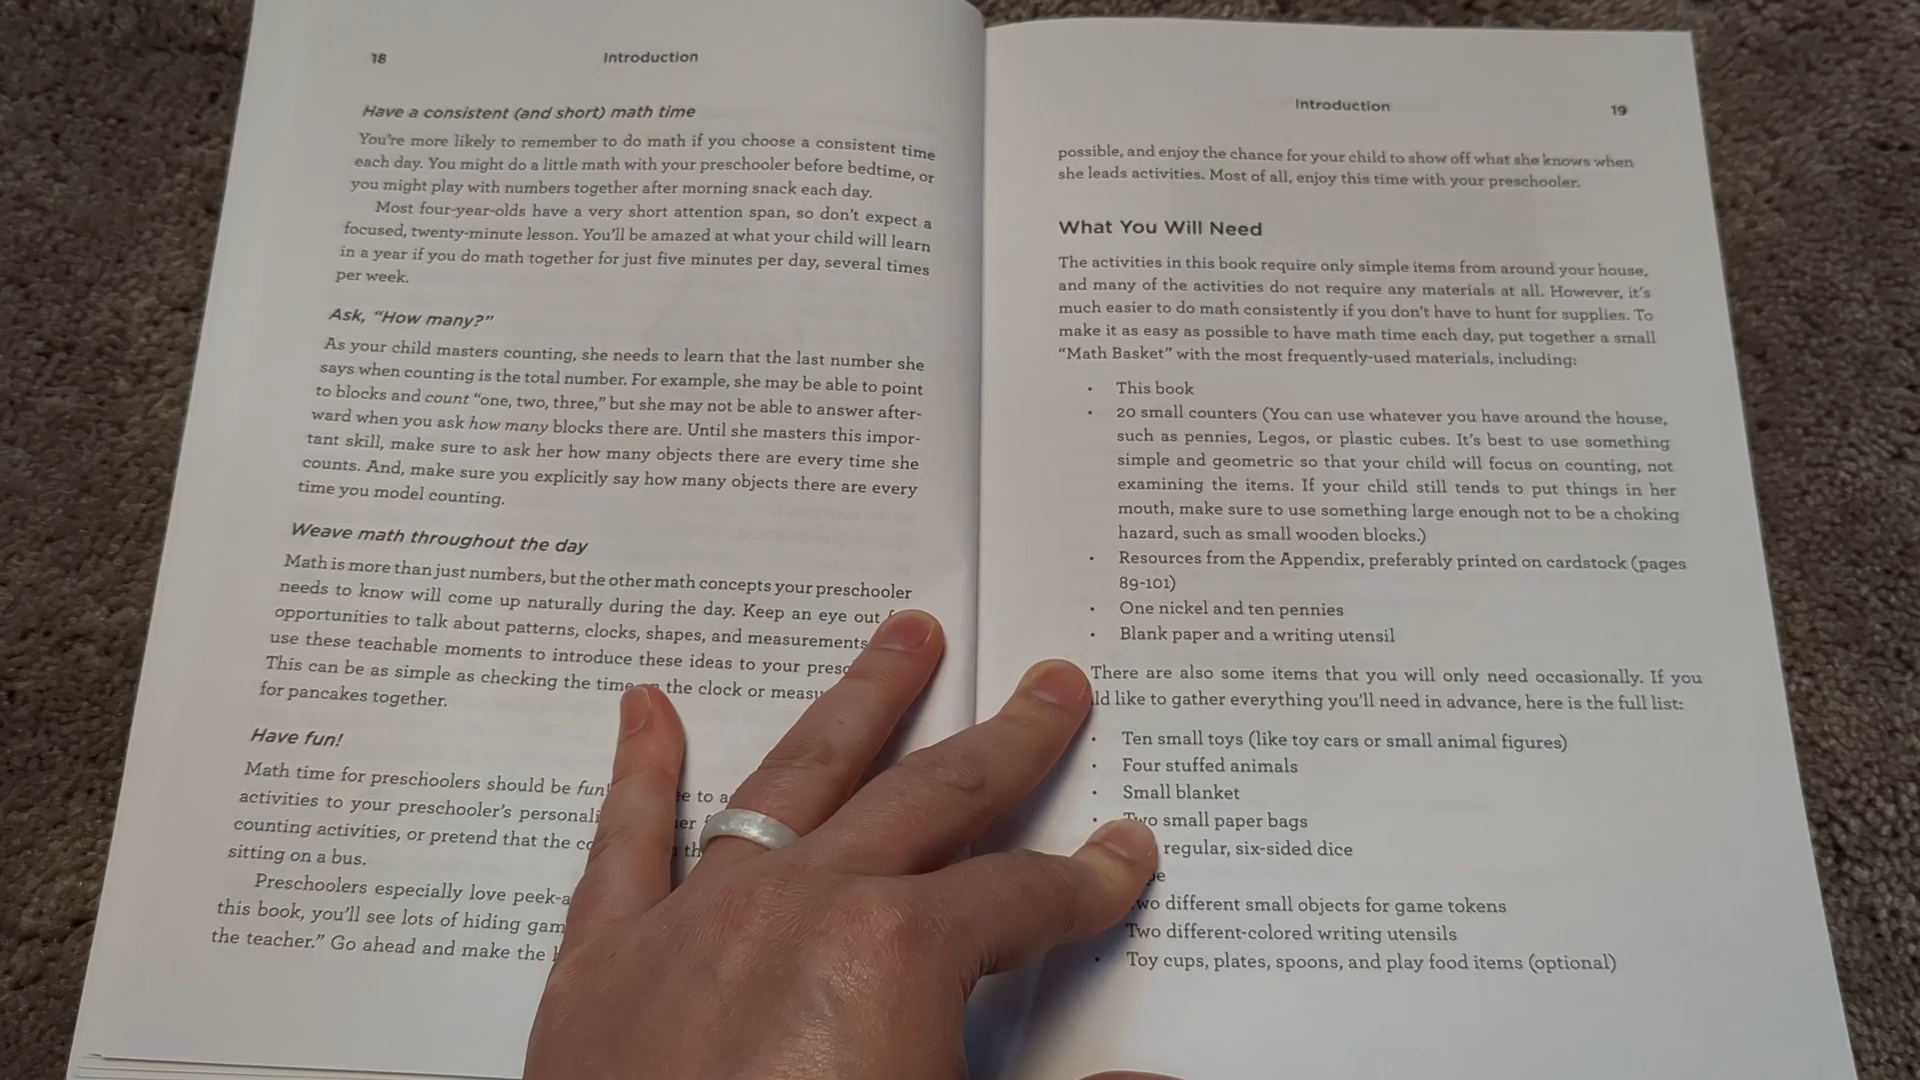 18
Introduction
Have a consistent (and short) math time
You're more likely to remember to do math if you choose a consistent time
each day. You might do a little math with your preschooler before bedtime, or
you might play with numbers together after morning snack each day.
Most four-year-olds have a very short attention span, so don't expect a
focused, twenty-minute lesson. You'll be amazed at what your child will learn
in a year if you do math together for just five minutes per day, several times
per week.
Ask, "How many?"
As your child masters counting, she needs to learn that the last number she
says when counting is the total number. For example, she may be able to point
to blocks and count "one, two, three," but she may not be able to answer after-
ward when you ask how many blocks there are. Until she masters this impor-
tant skill, make sure to ask her how many objects there are every time she
counts. And, make sure you explicitly say how many objects there are every
time you model counting.
Weave math throughout the day
Math is more than just numbers, but the other math concepts your preschooler
needs to know will come up naturally during the day. Keep an eye out
opportunities to talk about patterns, clocks, shapes, and measurements
use these teachable moments to introduce these ideas to your
This can be as simple as checking the time the clock or
for pancakes together.
Have fun!
Math time for preschoolers should be fun! to
activities to your preschooler's
counting activities, or pretend that the
sitting on a bus.
Preschoolers especially love
this book, you'll see lots of hiding
the teacher." Go ahead and make the
Introduction
19
possible, and enjoy the chance for your child to show off what she knows when
she leads activities. Most of all, enjoy this time with your preschooler.
What You Will Need
The activities in this book require only simple items from around your house,
and many of the activities do not require any materials at all. However, it's
much easier to do math consistently if you don't have to hunt for supplies. To
make it as easy as possible to have math time each day, put together a small
"Math Basket" with the most frequently-used materials, including:
• This book
• 20 small counters (You can use whatever you have around the house,
such as pennies, Legos, or plastic cubes. It's best to use something
simple and geometric so that your child will focus on counting, not
examining the items. If your child still tends to put things in her
mouth, make sure to use something large enough not to be a choking
hazard, such as small wooden blocks.)
• Resources from the Appendix, preferably printed on cardstock (pages
89-101)
• One nickel and ten pennies
• Blank paper and a writing utensil
There are also some items that you will only need occasionally. If you
like to gather everything you'll need in advance, here is the full list:
• Ten small toys (like toy cars or small animal figures)
• Four stuffed animals
• Small blanket
• Two small paper bags
regular, six-sided dice
Two different small objects for game tokens
Two different-colored writing utensils
• Toy cups, plates, spoons, and play food items (optional)